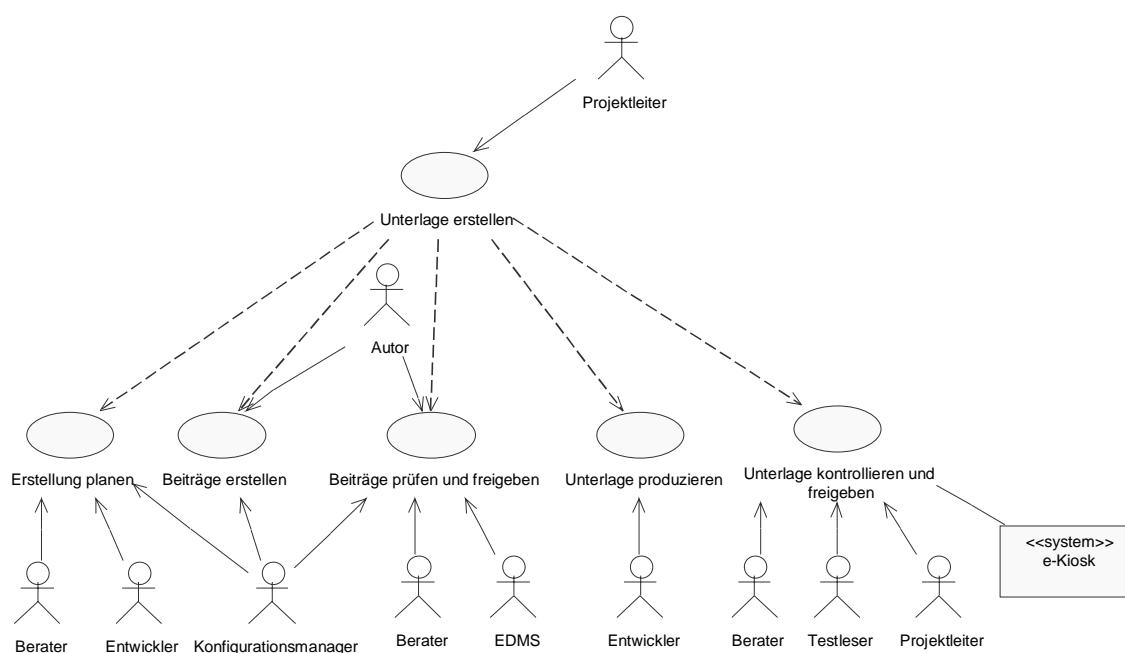 Projektleiter
Unterlage erstellen
Autor
Erstellung planen
Beiträge erstellen
Beiträge prüfen und freigeben
Unterlage produzieren
Unterlage kontrollieren und
freigeben
<<system>>
e-Kiosk
Berater
Entwickler
Konfigurationsmanager
Berater
EDMS
Entwickler
Berater
Testleser
Projektleiter